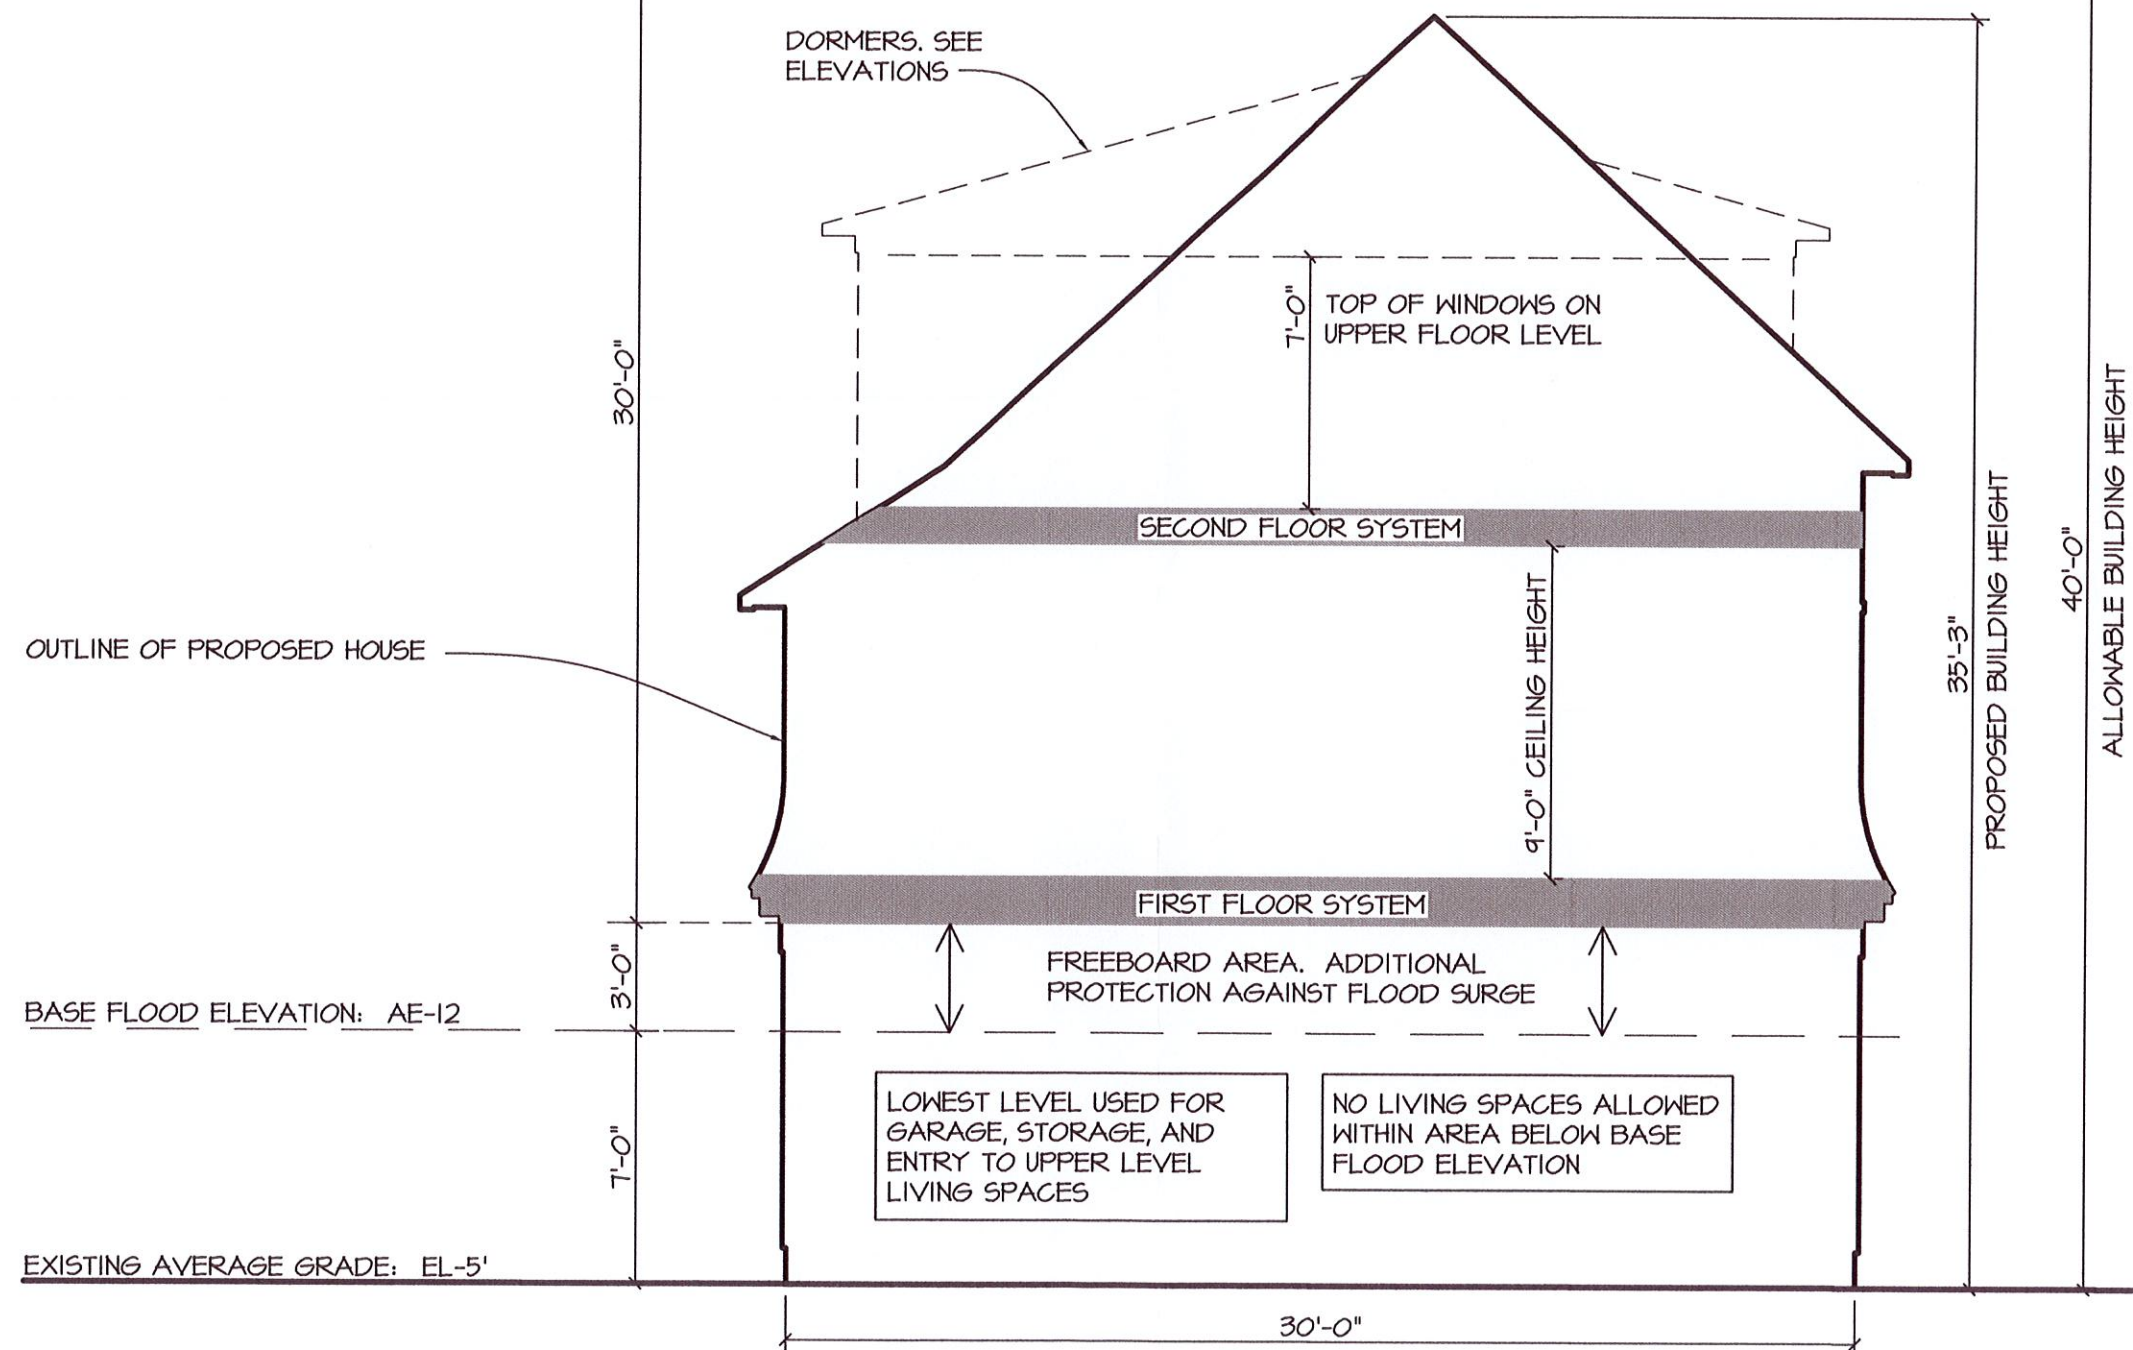 DORMERS. SEE
ELEVATIONS
7'-0"
TOP OF WINDOWS ON
UPPER FLOOR LEVEL
30'-0"
SECOND FLOOR SYSTEM
OUTLINE OF PROPOSED HOUSE
9'-0" CEILING HEIGHT
35'-3"
PROPOSED BUILDING HEIGHT
40'-0"
ALLOWABLE BUILDING HEIGHT
FIRST FLOOR SYSTEM
3'-0"
FREEBOARD AREA. ADDITIONAL
PROTECTION AGAINST FLOOD SURGE
BASE FLOOD ELEVATION: AE-12
7'-0"
LOWEST LEVEL USED FOR
GARAGE, STORAGE, AND
ENTRY TO UPPER LEVEL
LIVING SPACES
NO LIVING SPACES ALLOWED
WITHIN AREA BELOW BASE
FLOOD ELEVATION
EXISTING AVERAGE GRADE: EL-5'
30'-0"